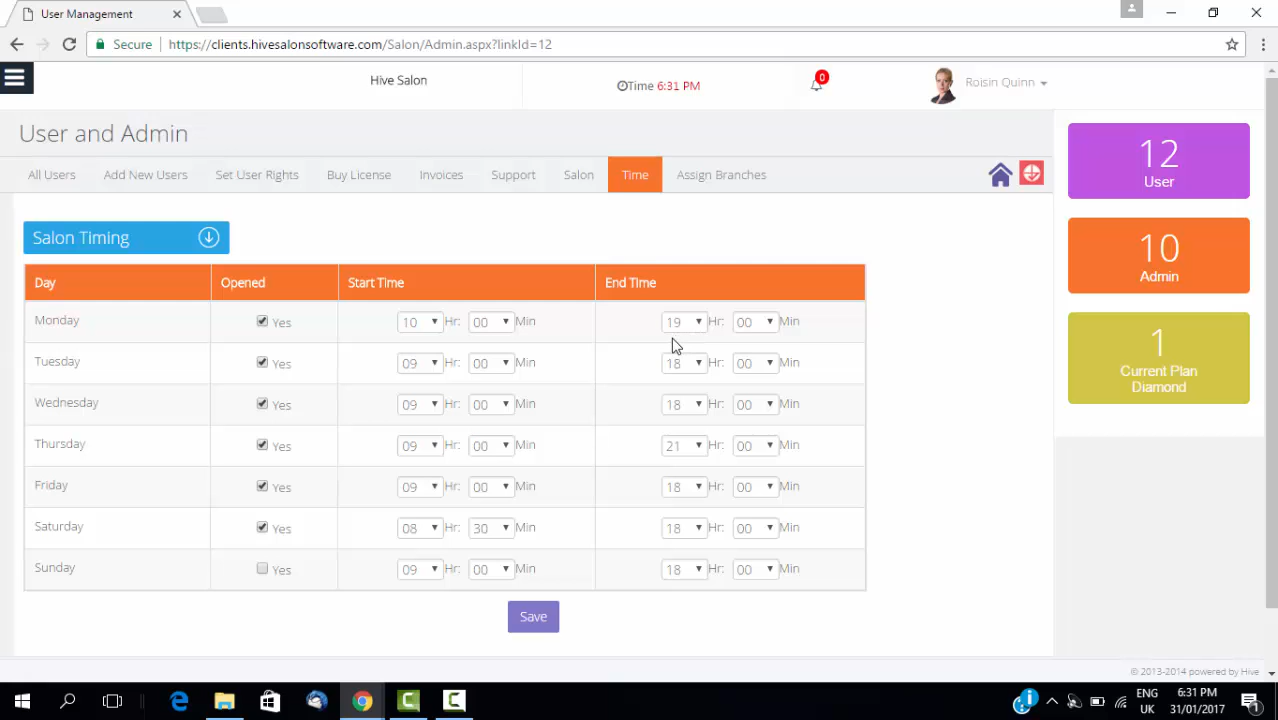 User Management
Secure https://clients.hivesalonsoftware.com/Salon/Admin.aspx?linkId=12
Hive Salon Time 6:31 PM 0 Roisin Quinn
User and Admin
All Users Add New Users Set User Rights Buy License Invoices Support Salon Time Assign Branches
12
User
10
Admin
1
Current Plan
Diamond
Salon Timing
Day Opened Start Time End Time
Monday Yes 10 Hr: 00 Min 19 Hr: 00 Min
Tuesday Yes 09 Hr: 00 Min 18 Hr: 00 Min
Wednesday Yes 09 Hr: 00 Min 18 Hr: 00 Min
Thursday Yes 09 Hr: 00 Min 21 Hr: 00 Min
Friday Yes 09 Hr: 00 Min 18 Hr: 00 Min
Saturday Yes 08 Hr: 30 Min 18 Hr: 00 Min
Sunday Yes 09 Hr: 00 Min 18 Hr: 00 Min
Save
© 2013-2014 powered by Hive
ENG 6:31 PM
UK 31/01/2017 1